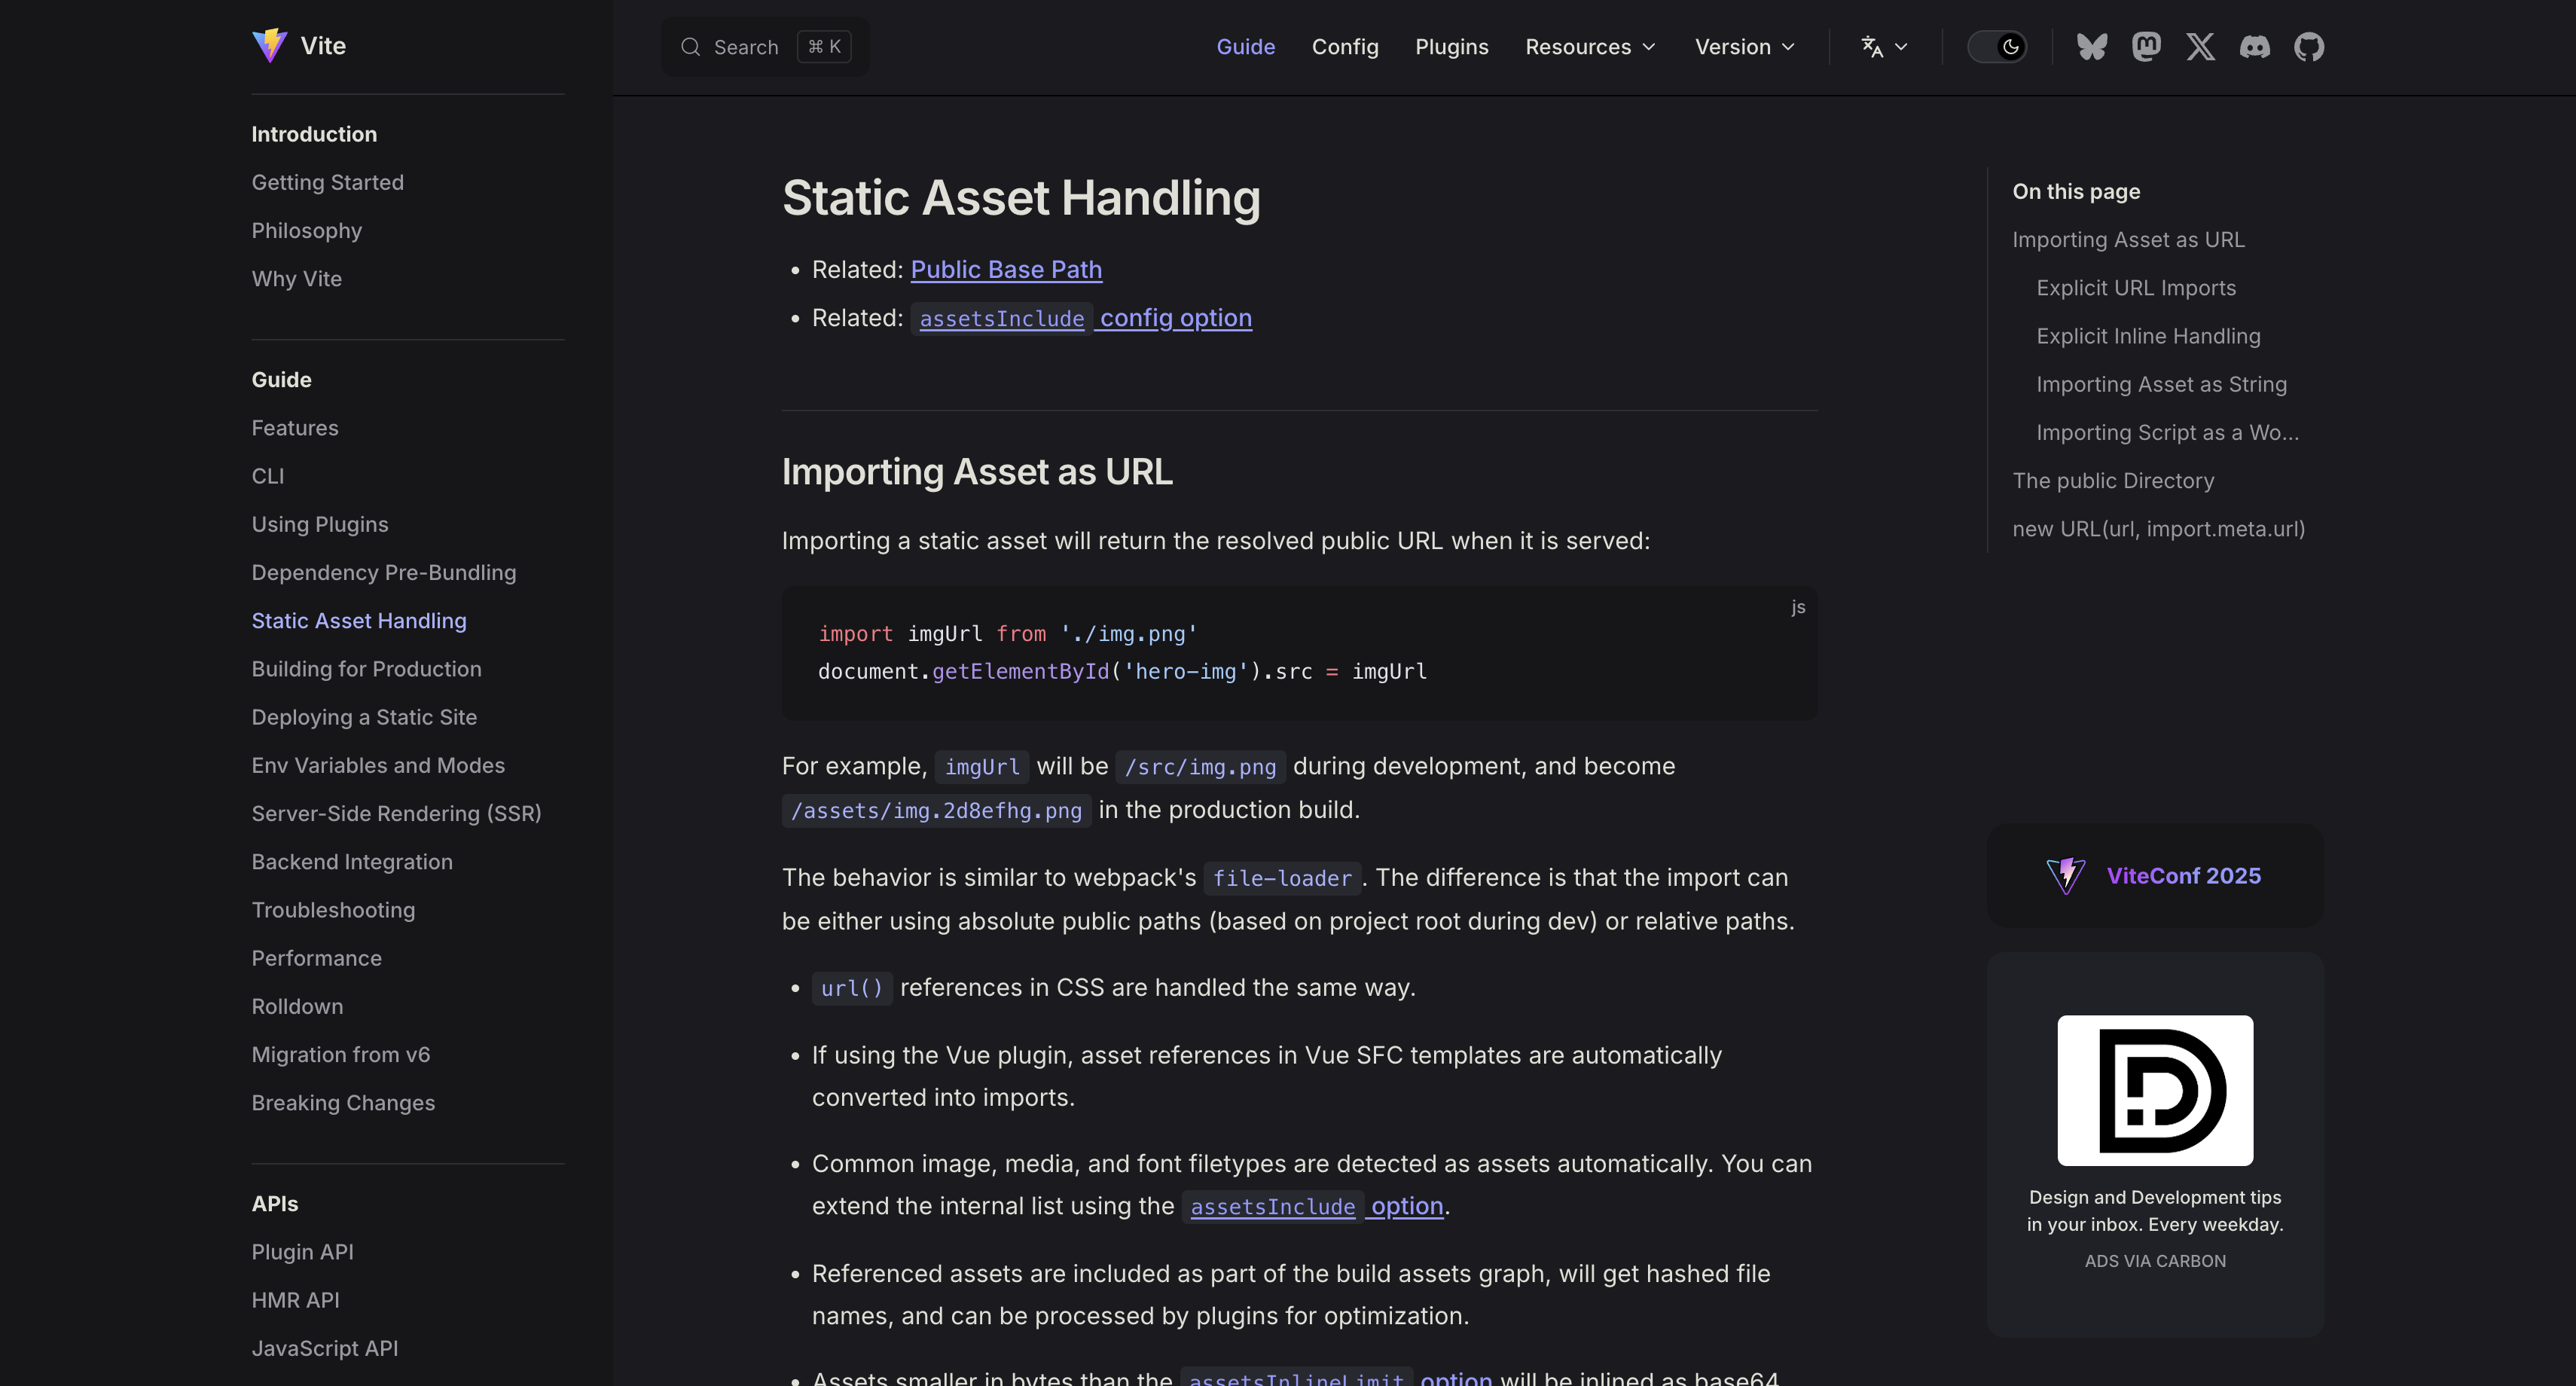 Vite
Introduction
Getting Started
Philosophy
Why Vite
Guide
Features
CLI
Using Plugins
Dependency Pre-Bundling
Static Asset Handling
Building for Production
Deploying a Static Site
Env Variables and Modes
Server-Side Rendering (SSR)
Backend Integration
Troubleshooting
Performance
Rolldown
Migration from v6
Breaking Changes
APIs
Plugin API
HMR API
JavaScript API
Search ⌘ K
Guide Config Plugins Resources Version
Static Asset Handling
• Related: Public Base Path
• Related: assetsInclude config option
Importing Asset as URL
Importing a static asset will return the resolved public URL when it is served:
js
import imgUrl from './img.png'
document.getElementById('hero-img').src = imgUrl
For example, imgUrl will be /src/img.png during development, and become
/assets/img.2d8efhg.png in the production build.
The behavior is similar to webpack's file-loader. The difference is that the import can
be either using absolute public paths (based on project root during dev) or relative paths.
• url() references in CSS are handled the same way.
• If using the Vue plugin, asset references in Vue SFC templates are automatically
converted into imports.
• Common image, media, and font filetypes are detected as assets automatically. You can
extend the internal list using the assetsInclude option.
• Referenced assets are included as part of the build assets graph, will get hashed file
names, and can be processed by plugins for optimization.
• Assets smaller in bytes than the assetsInlineLimit option will be inlined as base64
On this page
Importing Asset as URL
Explicit URL Imports
Explicit Inline Handling
Importing Asset as String
Importing Script as a Wo...
The public Directory
new URL(url, import.meta.url)
ViteConf 2025
Design and Development tips
in your inbox. Every weekday.
ADS VIA CARBON